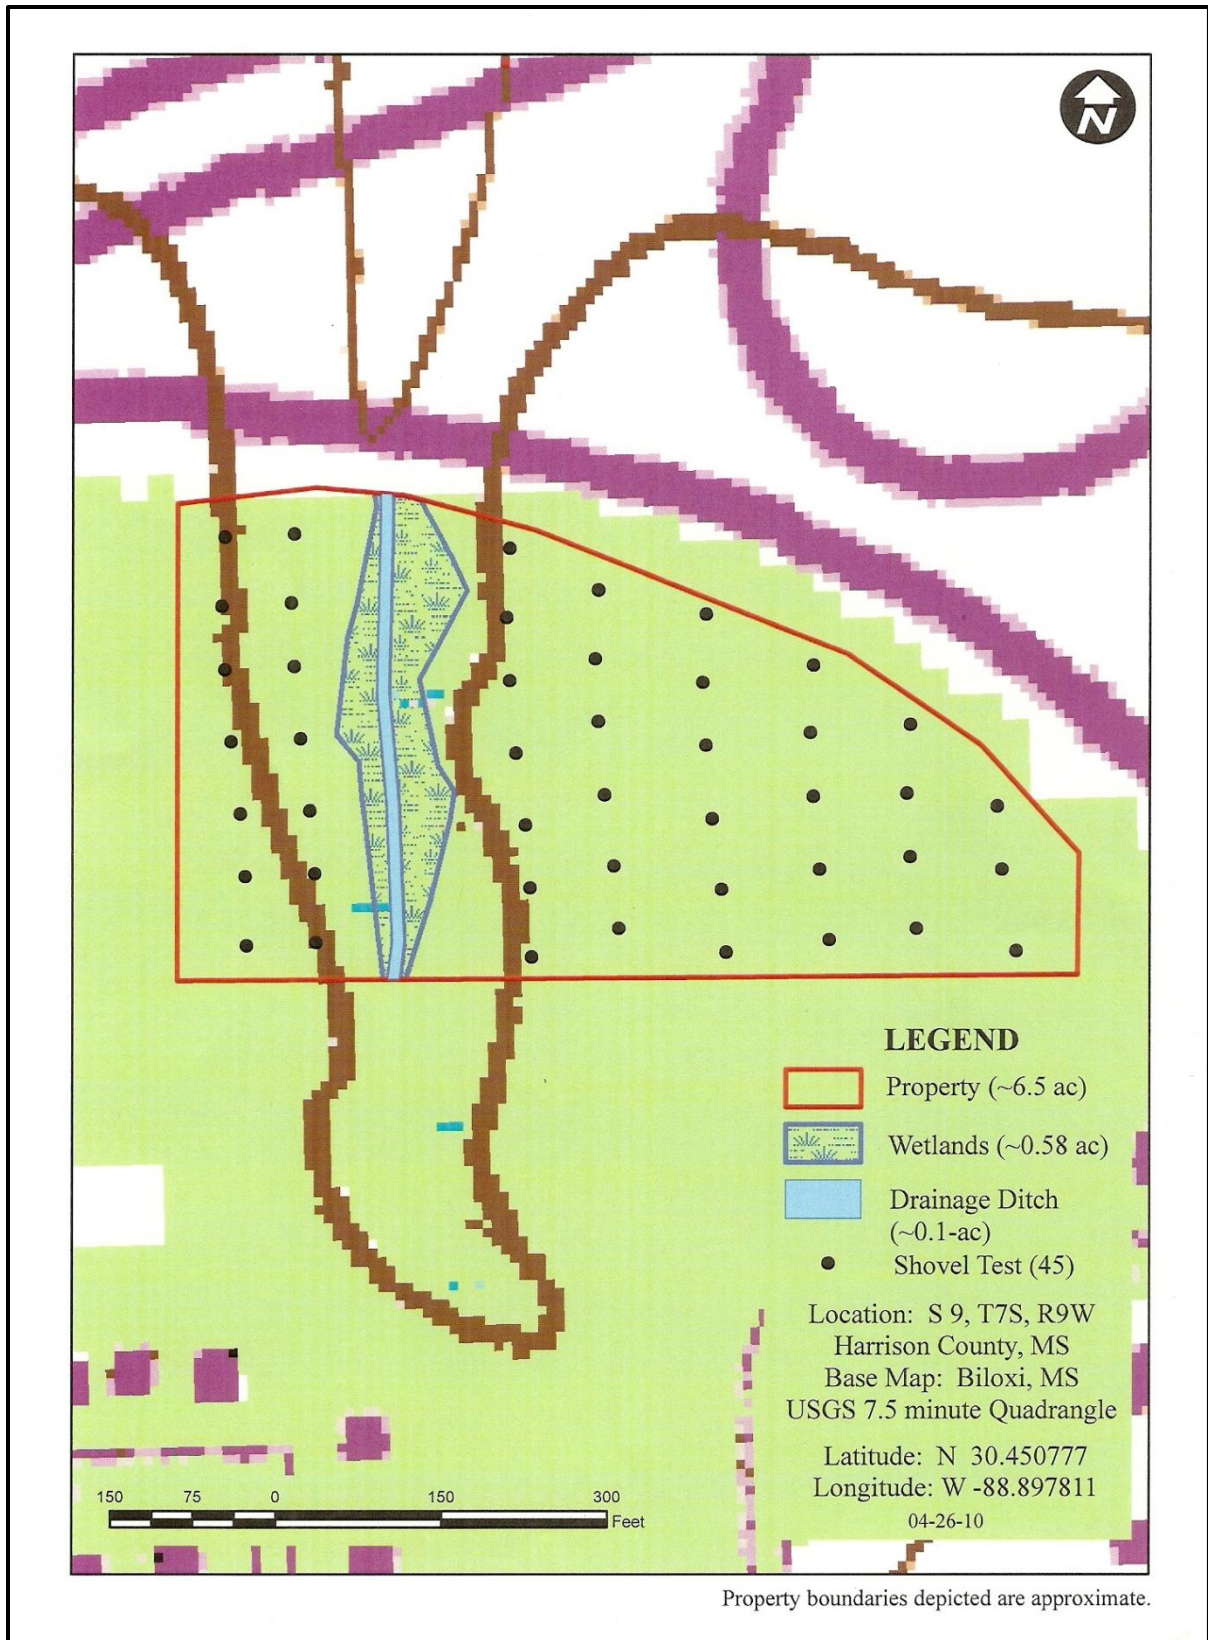 N
LEGEND
Property (~6.5 ac)
Wetlands (~0.58 ac)
Drainage Ditch
(~0.1-ac)
Shovel Test (45)
Location: S 9, T7S, R9W
Harrison County, MS
Base Map: Biloxi, MS
USGS 7.5 minute Quadrangle
Latitude: N 30.450777
Longitude: W -88.897811
04-26-10
150 75 0 150 300
Feet
Property boundaries depicted are approximate.